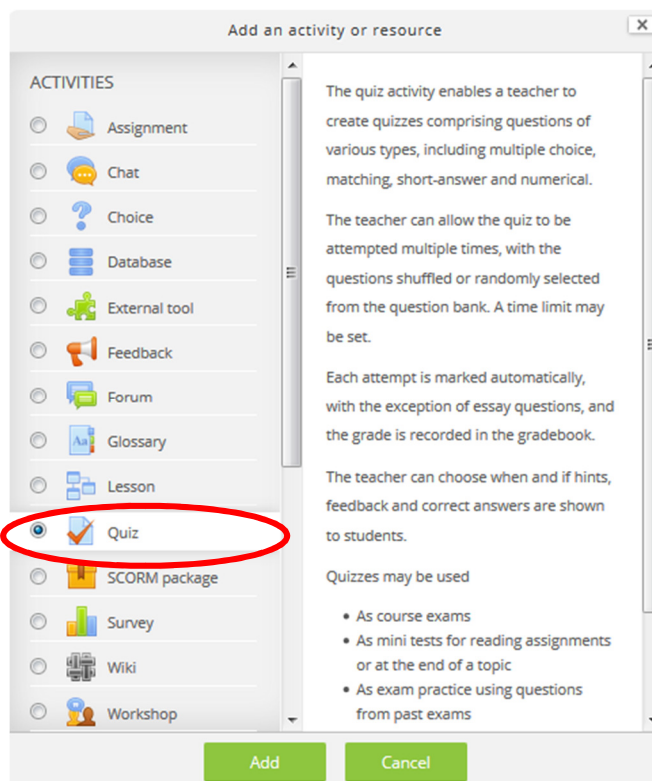 Add an activity or resource
ACTIVITIES
Assignment
Chat
Choice
Database
External tool
Feedback
Forum
Aa
Glossary
Lesson
Quiz
SCORM package
Survey
Wiki
Workshop
The quiz activity enables a teacher to
create quizzes comprising questions of
various types, including multiple choice,
matching, short-answer and numerical.
The teacher can allow the quiz to be
attempted multiple times, with the
questions shuffled or randomly selected
from the question bank. A time limit may
be set.
Each attempt is marked automatically,
with the exception of essay questions, and
the grade is recorded in the gradebook.
The teacher can choose when and if hints,
feedback and correct answers are shown
to students.
Quizzes may be used
• As course exams
• As mini tests for reading assignments
or at the end of a topic
• As exam practice using questions
from past exams
Add
Cancel